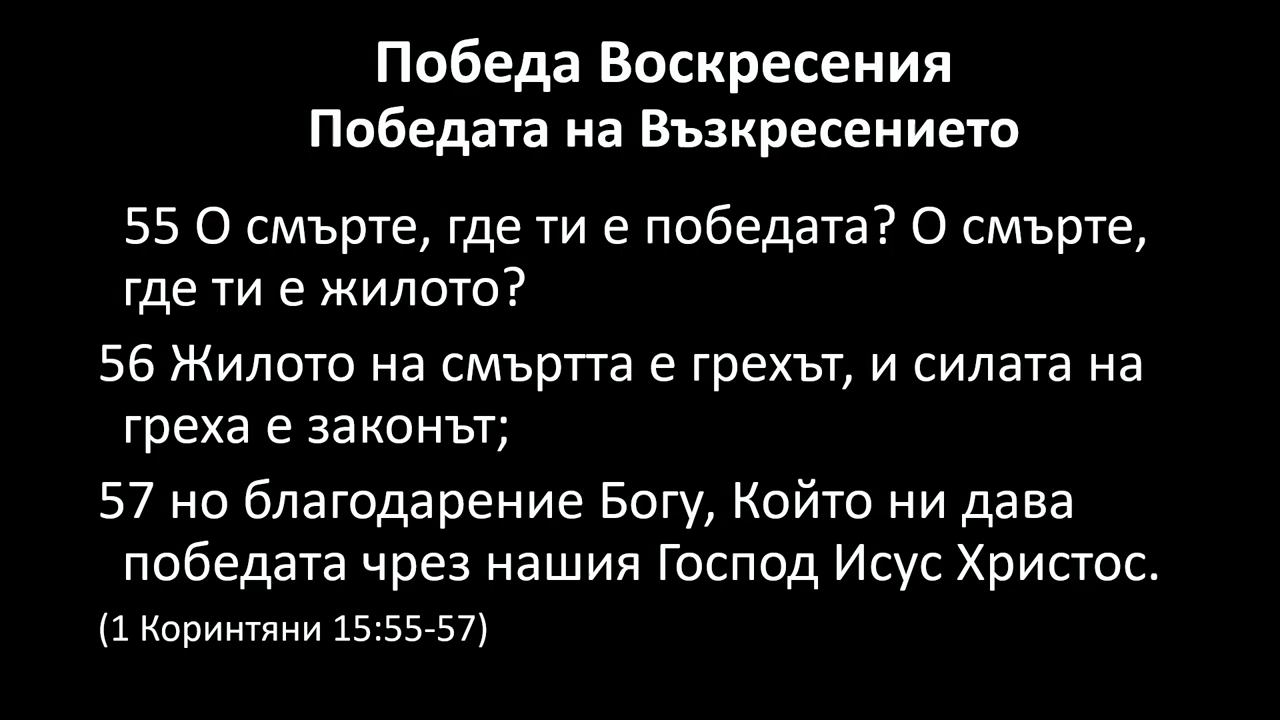 Победа Воскресения
Победата на Възкресението
55 О смърте, где ти е победата? О смърте,
где ти е жилото?
56 Жилото на смъртта е грехът, и силата на
греха е законът;
57 но благодарение Богу, Който ни дава
победата чрез нашия Господ Исус Христос.
(1 Коринтяни 15:55-57)